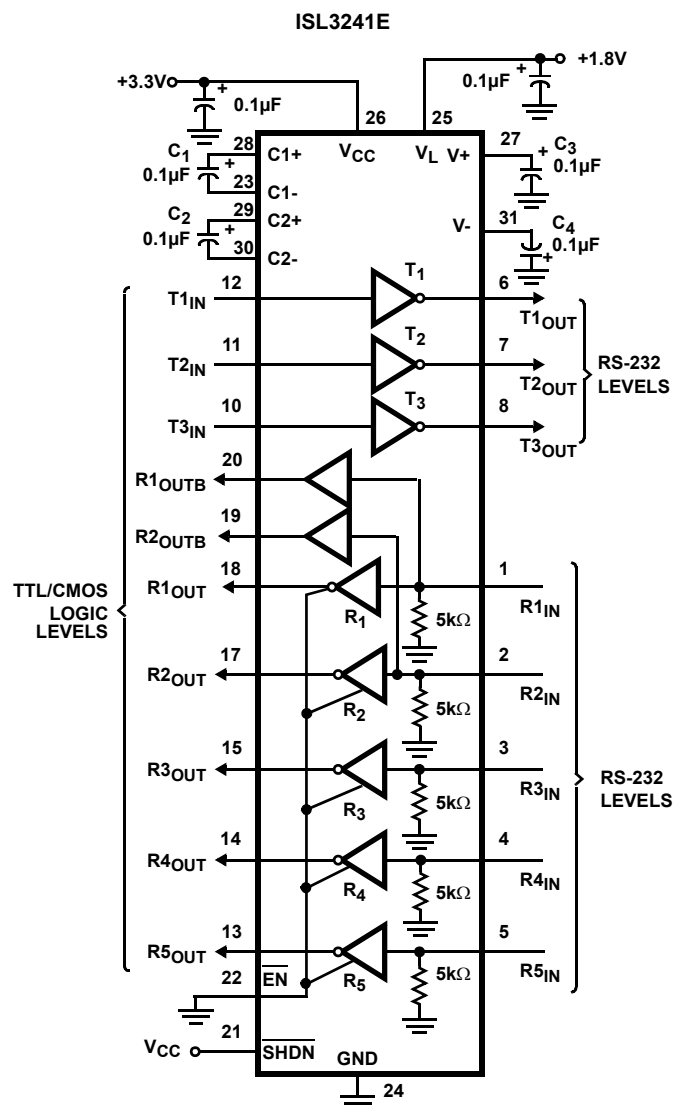 ISL3241E
+3.3V
+
0.1µF
0.1µF
+
+1.8V
26
25
C1
0.1µF
+
28
C1+
23
C1-
VCC
VL
V+
27
+
C3
0.1µF
C2
0.1µF
+
29
C2+
30
C2-
V-
31
C4
0.1µF
+
T1IN
12
T1
6
T1OUT
T2IN
11
T2
7
T2OUT
T3IN
10
T3
8
T3OUT
RS-232
LEVELS
R1OUTB
20
R2OUTB
19
TTL/CMOS
LOGIC
LEVELS
R1OUT
18
R1
5kΩ
1
R1IN
R2OUT
17
R2
5kΩ
2
R2IN
R3OUT
15
R3
5kΩ
3
R3IN
RS-232
LEVELS
R4OUT
14
R4
5kΩ
4
R4IN
R5OUT
13
R5
5kΩ
5
R5IN
22
EN
VCC
21
SHDN
GND
24